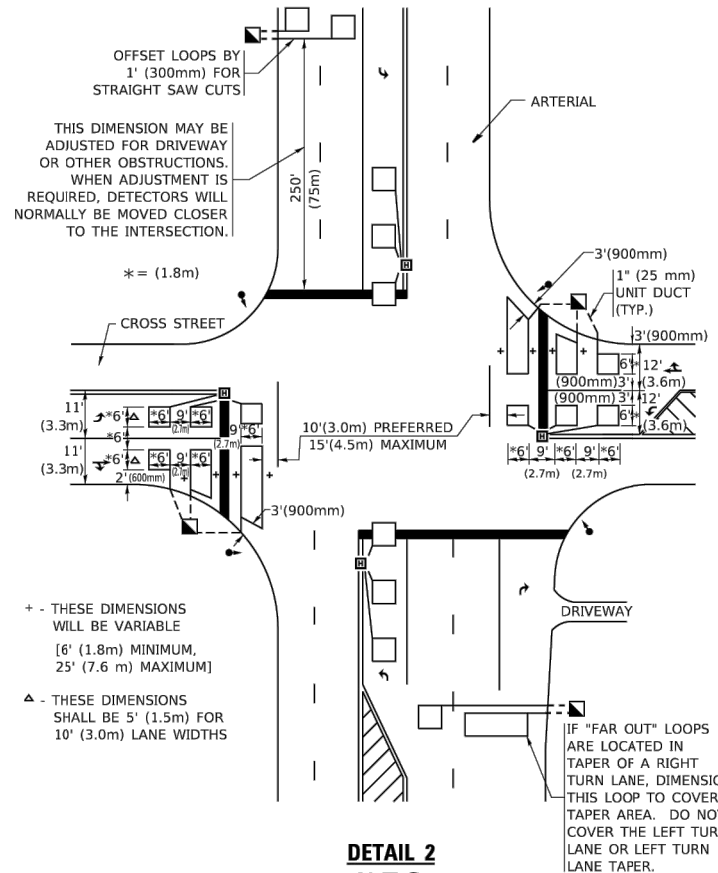 OFFSET LOOPS BY
1' (300mm) FOR
STRAIGHT SAW CUTS
THIS DIMENSION MAY BE
ADJUSTED FOR DRIVEWAY
OR OTHER OBSTRUCTIONS.
WHEN ADJUSTMENT IS
REQUIRED, DETECTORS WILL
NORMALLY BE MOVED CLOSER
TO THE INTERSECTION.
250'
(75m)
ARTERIAL
* = (1.8m)
H
3'(900mm)
1" (25 mm)
UNIT DUCT
(TYP.)
CROSS STREET
3'(900mm)
6' * 12'
(3.6m)
(900mm)3'
(900mm)3'
12'
6' *
(3.6m)
H
*6' 9' *6' 9' *6'
(2.7m) (2.7m)
10'(3.0m) PREFERRED
15'(4.5m) MAXIMUM
H
11'
(3.3m)
*6'
*6' 9' *6'
(2.7m)
9' *6'
(2.7m)
*6'
11'
(3.3m)
*6'
*6' 9' *6'
(2.7m)
2' (600mm)
3'(900mm)
H
+ - THESE DIMENSIONS
WILL BE VARIABLE
[6' (1.8m) MINIMUM,
25' (7.6 m) MAXIMUM]
- THESE DIMENSIONS
SHALL BE 5' (1.5m) FOR
10' (3.0m) LANE WIDTHS
DRIVEWAY
IF "FAR OUT" LOOPS
ARE LOCATED IN
TAPER OF A RIGHT
TURN LANE, DIMENSIO
THIS LOOP TO COVER
TAPER AREA. DO NO
COVER THE LEFT TUR
LANE OR LEFT TURN
LANE TAPER.
DETAIL 2